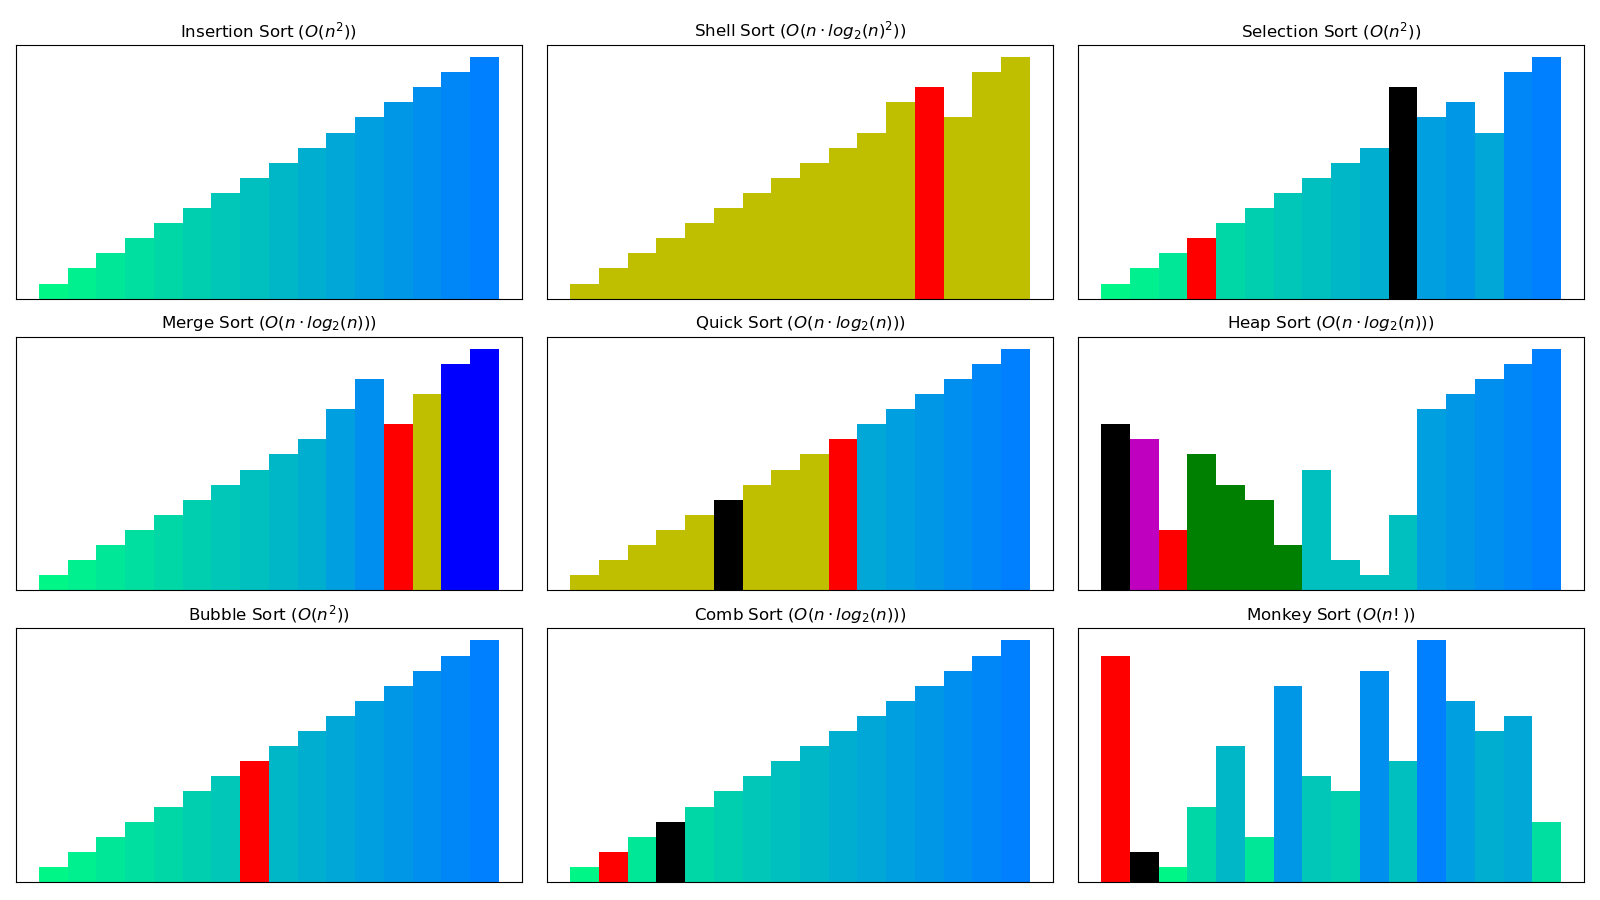 Insertion Sort (O(n²))
Shell Sort (O(n · log₂(n)²))
Selection Sort (O(n²))
Merge Sort (O(n · log₂(n)))
Quick Sort (O(n · log₂(n)))
Heap Sort (O(n · log₂(n)))
Bubble Sort (O(n²))
Comb Sort (O(n · log₂(n)))
Monkey Sort (O(n!))